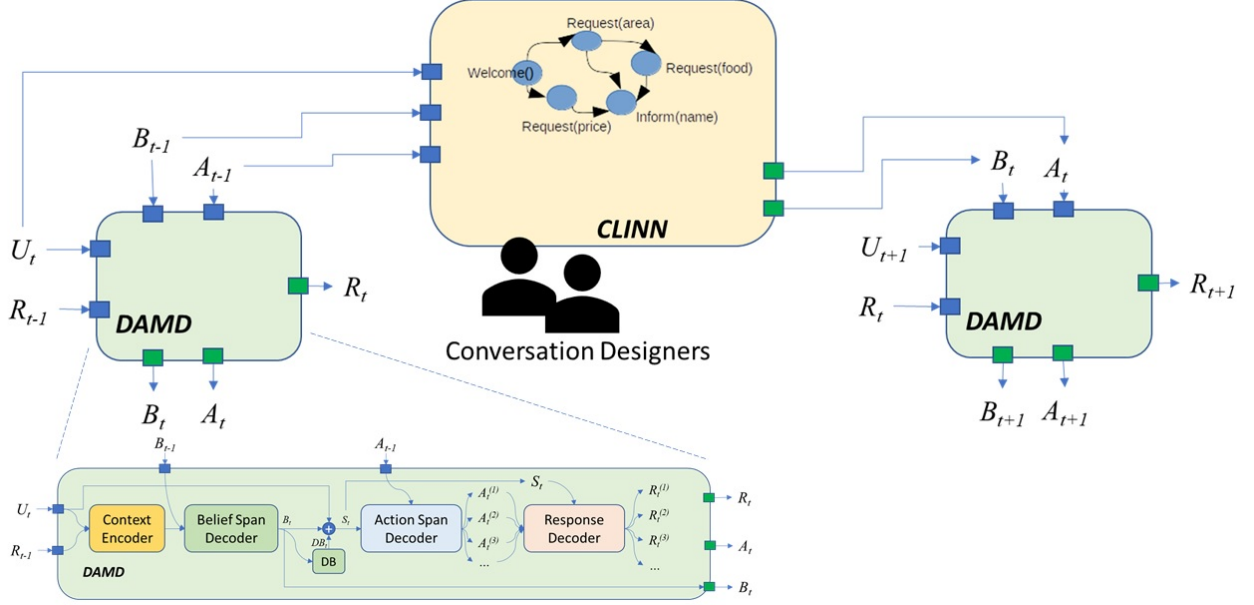 Request(area)
Welcome()
Request(food)
Request(price)
Inform(name)
CLINN
Conversation Designers
B_{t-1}
A_{t-1}
U_t
R_{t-1}
DAMD
R_t
B_t
A_t
B_t
A_t
U_{t+1}
R_t
DAMD
R_{t+1}
B_{t+1}
A_{t+1}
B_{t-1}
A_{t-1}
U_t
R_{t-1}
Context
Encoder
Belief Span
Decoder
B_t
DB_t
DB
+
S_t
Action Span
Decoder
A_t^{(1)}
A_t^{(2)}
A_t^{(3)}
...
S_t
Response
Decoder
R_t^{(1)}
R_t^{(2)}
R_t^{(3)}
...
R_t
A_t
B_t
DAMD